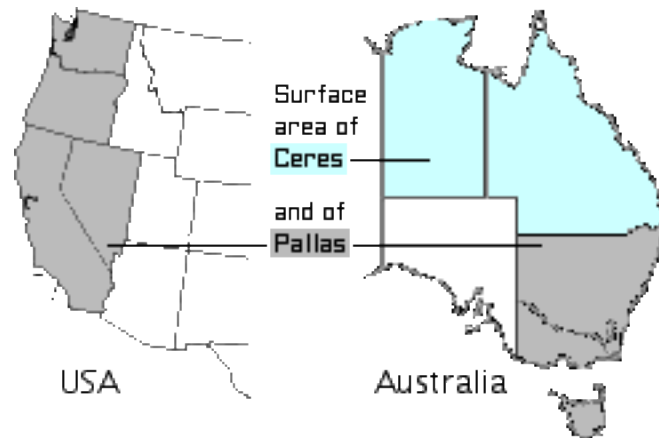 Surface
area of
Ceres
and of
Pallas
USA
Australia